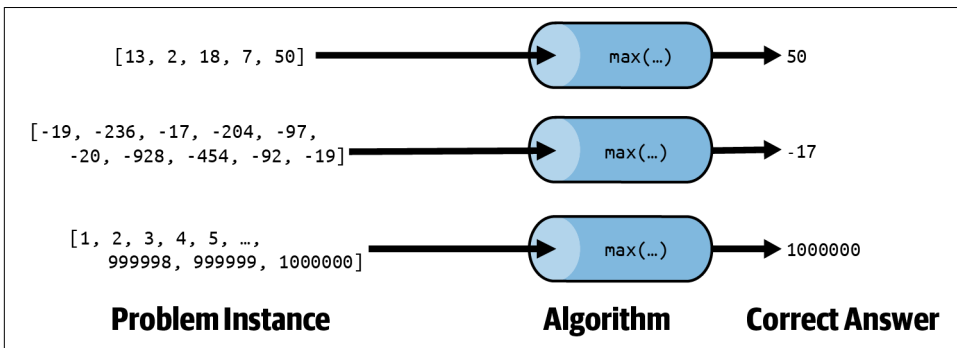 [13, 2, 18, 7, 50]
max(…)
50
[-19, -236, -17, -204, -97,
-20, -928, -454, -92, -19]
max(…)
-17
[1, 2, 3, 4, 5, …,
999998, 999999, 1000000]
max(…)
1000000
Problem Instance
Algorithm
Correct Answer